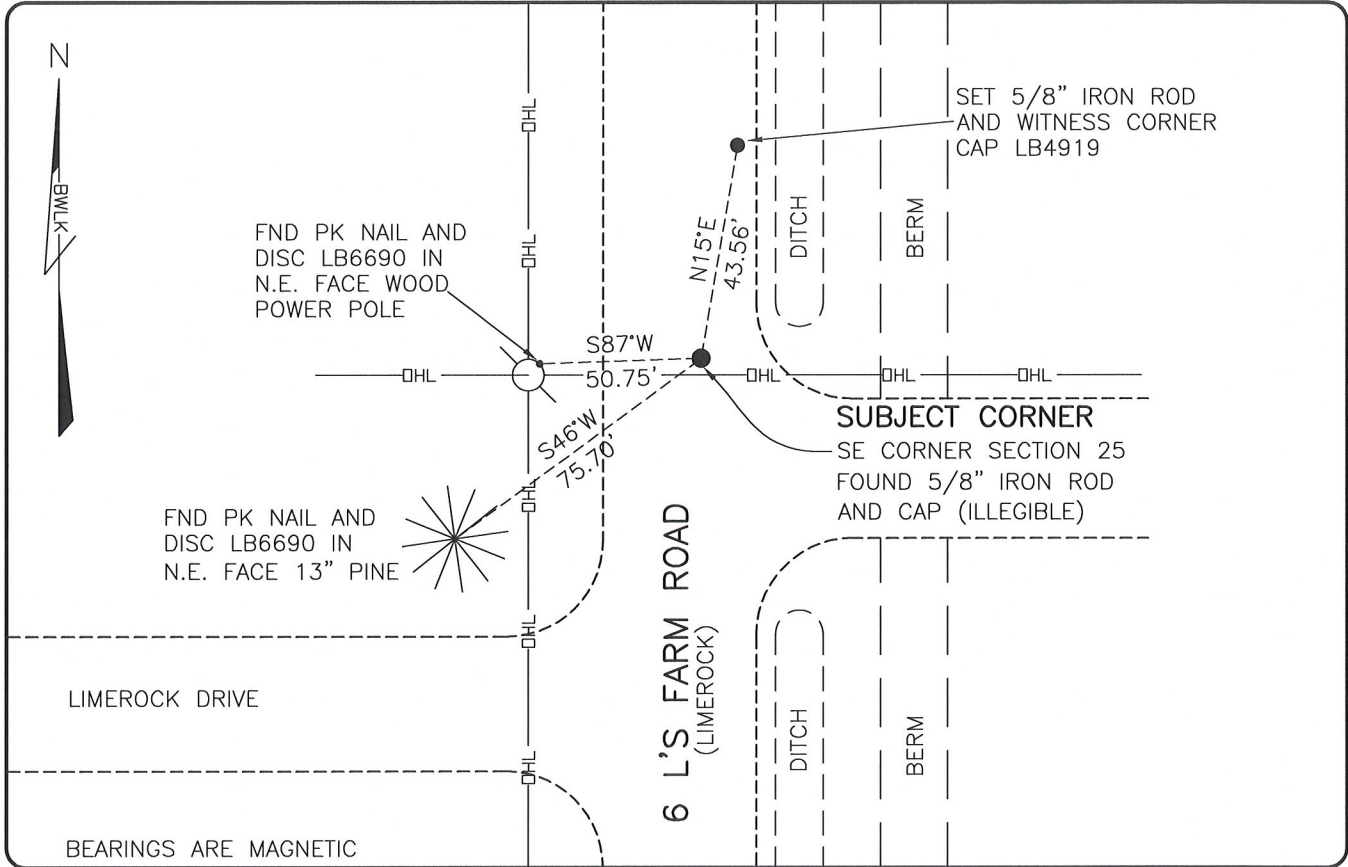 N
BWLK
OHL
OHL
SET 5/8" IRON ROD
AND WITNESS CORNER
CAP LB4919
FND PK NAIL AND
DISC LB6690 IN
N.E. FACE WOOD
POWER POLE
N15°E
43.56'
DITCH
BERM
S87°W
50.75'
OHL
OHL
OHL
OHL
SUBJECT CORNER
SE CORNER SECTION 25
FOUND 5/8" IRON ROD
AND CAP (ILLEGIBLE)
S46°W
75.70'
OHL
FND PK NAIL AND
DISC LB6690 IN
N.E. FACE 13" PINE
OHL
6 L'S FARM ROAD
(LIMEROCK)
LIMEROCK DRIVE
DITCH
BERM
OHL
BEARINGS ARE MAGNETIC